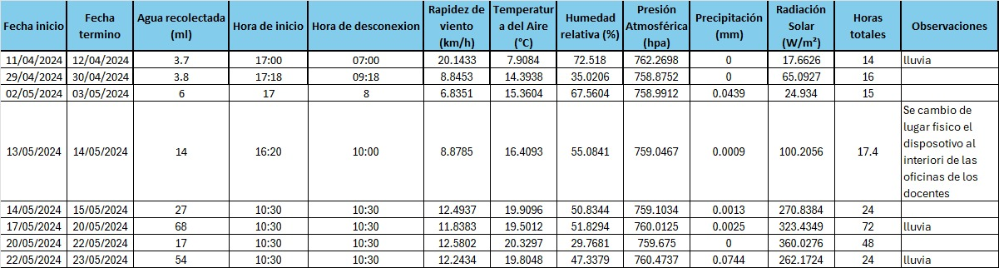 Fecha inicio | Fecha termino | Agua recolectada (ml) | Hora de inicio | Hora de desconexion | Rapidez de viento (km/h) | Temperatura del Aire (°C) | Humedad relativa (%) | Presión Atmosférica (hpa) | Precipitación (mm) | Radiación Solar (W/m²) | Horas totales | Observaciones
11/04/2024 | 12/04/2024 | 3.7 | 17:00 | 07:00 | 20.1433 | 7.9084 | 72.518 | 762.2698 | 0 | 17.6626 | 14 | lluvia
29/04/2024 | 30/04/2024 | 3.8 | 17:18 | 09:18 | 8.8453 | 14.3938 | 35.0206 | 758.8752 | 0 | 65.0927 | 16
02/05/2024 | 03/05/2024 | 6 | 17 | 8 | 6.8351 | 15.3604 | 67.5604 | 758.9912 | 0.0439 | 24.934 | 15
13/05/2024 | 14/05/2024 | 14 | 16:20 | 10:00 | 8.8785 | 16.4093 | 55.0841 | 759.0467 | 0.0009 | 100.2056 | 17.4 | Se cambio de
lugar fisico el
disposotivo al
interiori de las
oficinas de los
docentes
14/05/2024 | 15/05/2024 | 27 | 10:30 | 10:30 | 12.4937 | 19.9096 | 50.8344 | 759.1034 | 0.0013 | 270.8384 | 24
17/05/2024 | 20/05/2024 | 68 | 10:30 | 10:30 | 11.8383 | 19.5012 | 51.8294 | 760.0125 | 0.0025 | 323.4349 | 72 | lluvia
20/05/2024 | 22/05/2024 | 17 | 10:30 | 10:30 | 12.5802 | 20.3297 | 29.7681 | 759.675 | 0 | 360.0276 | 48
22/05/2024 | 23/05/2024 | 54 | 10:30 | 10:30 | 12.2434 | 19.8048 | 47.3379 | 760.4737 | 0.0744 | 262.1724 | 24 | lluvia